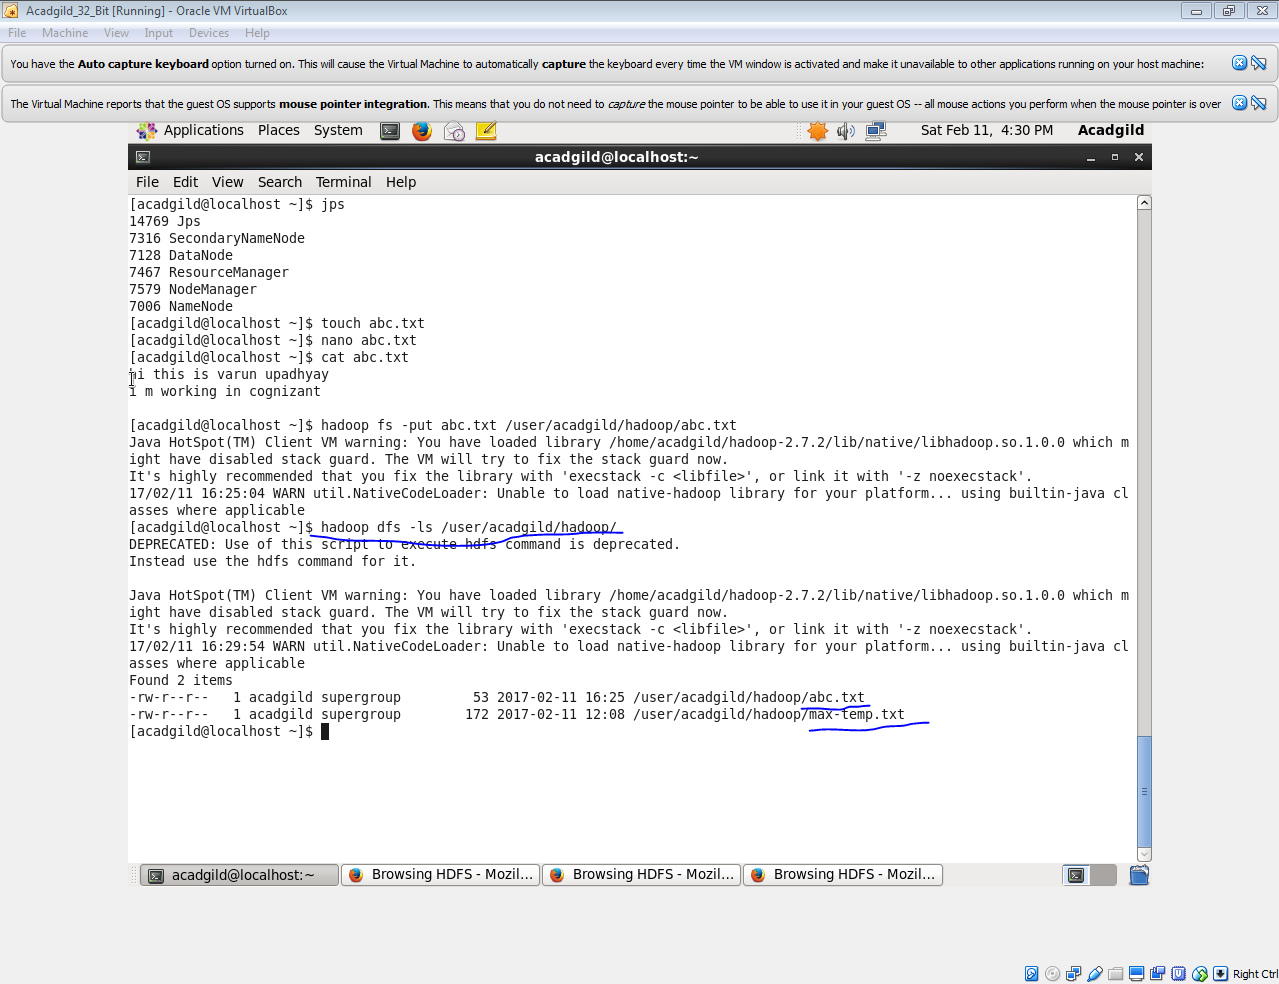 Acadgild_32_Bit [Running] - Oracle VM VirtualBox
File Machine View Input Devices Help
You have the Auto capture keyboard option turned on. This will cause the Virtual Machine to automatically capture the keyboard every time the VM window is activated and make it unavailable to other applications running on your host machine:
The Virtual Machine reports that the guest OS supports mouse pointer integration. This means that you do not need to capture the mouse pointer to be able to use it in your guest OS -- all mouse actions you perform when the mouse pointer is over
Applications Places System Sat Feb 11, 4:30 PM Acadgild
acadgild@localhost:~
File Edit View Search Terminal Help
[acadgild@localhost ~]$ jps
14769 Jps
7316 SecondaryNameNode
7128 DataNode
7467 ResourceManager
7579 NodeManager
7006 NameNode
[acadgild@localhost ~]$ touch abc.txt
[acadgild@localhost ~]$ nano abc.txt
[acadgild@localhost ~]$ cat abc.txt
hi this is varun upadhyay
i m working in cognizant
[acadgild@localhost ~]$ hadoop fs -put abc.txt /user/acadgild/hadoop/abc.txt
Java HotSpot(TM) Client VM warning: You have loaded library /home/acadgild/hadoop-2.7.2/lib/native/libhadoop.so.1.0.0 which m
ight have disabled stack guard. The VM will try to fix the stack guard now.
It's highly recommended that you fix the library with 'execstack -c <libfile>', or link it with '-z noexecstack'.
17/02/11 16:25:04 WARN util.NativeCodeLoader: Unable to load native-hadoop library for your platform... using builtin-java cl
asses where applicable
[acadgild@localhost ~]$ hadoop dfs -ls /user/acadgild/hadoop/
DEPRECATED: Use of this script to execute hdfs command is deprecated.
Instead use the hdfs command for it.
Java HotSpot(TM) Client VM warning: You have loaded library /home/acadgild/hadoop-2.7.2/lib/native/libhadoop.so.1.0.0 which m
ight have disabled stack guard. The VM will try to fix the stack guard now.
It's highly recommended that you fix the library with 'execstack -c <libfile>', or link it with '-z noexecstack'.
17/02/11 16:29:54 WARN util.NativeCodeLoader: Unable to load native-hadoop library for your platform... using builtin-java cl
asses where applicable
Found 2 items
-rw-r--r-- 1 acadgild supergroup 53 2017-02-11 16:25 /user/acadgild/hadoop/abc.txt
-rw-r--r-- 1 acadgild supergroup 172 2017-02-11 12:08 /user/acadgild/hadoop/max-temp.txt
[acadgild@localhost ~]$
acadgild@localhost:~ Browsing HDFS - Mozil... Browsing HDFS - Mozil... Browsing HDFS - Mozil...
Right Ctrl